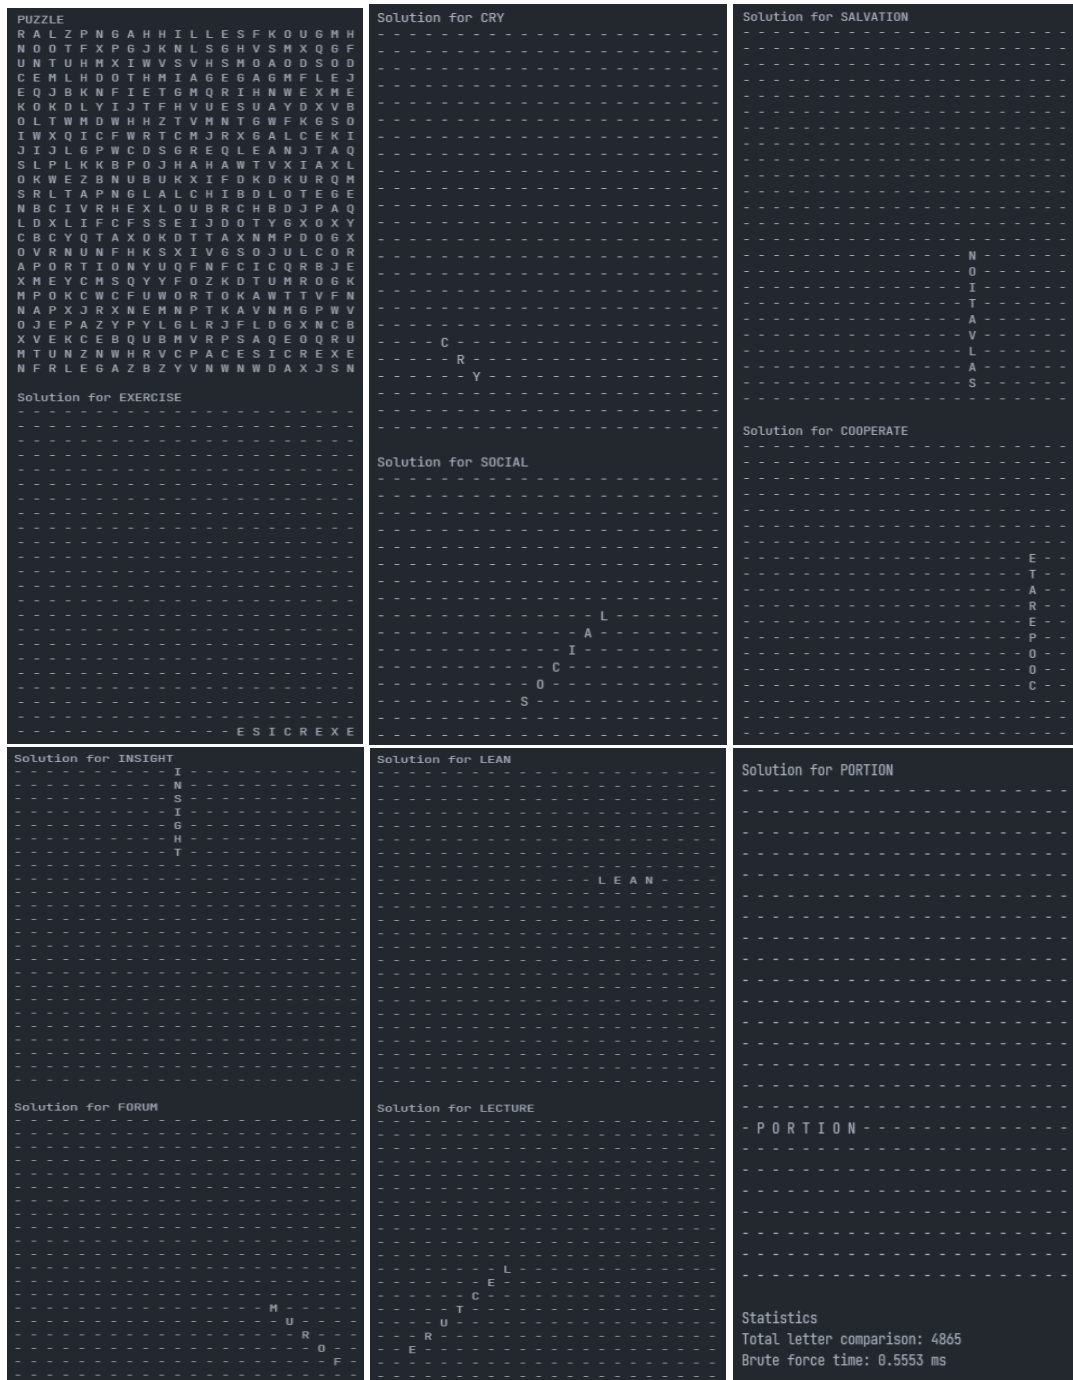 PUZZLE
R A L Z P N G A H H I L L E S F K O U G M H
N O O T F X P G J K N L S G H V S M X Q G F
U N T U H M X I W V S V H S M O A O D S O D
C E M L H D O T H M I A G E G A G M F L E J
E Q J B K N F I E T G M Q R I H N W E X M E
K O K D L Y I J T F H V U E S U A Y D X V B
O L T W M D W H H Z T V M N T G W F K G S O
I W X Q I C F W R T C M J R X G A L C E K I
J I J L G P W C D S G R E Q L E A N J T A Q
S L P L K K B P O J H A H A W T V X I A X L
O K W E Z B N U B U K X I F D K D K U R Q M
S R L T A P N G L A L C H I B D L O T E G E
N B C I V R H E X L O U B R C H B D J P A Q
L D X L I F C F S S E I J D O T Y G X O X Y
C B C Y Q T A X O K D T T A X N M P D O G X
O V R N U N F H K S X I V G S O J U L C O R
A P O R T I O N Y U Q F N F C I C Q R B J E
X M E Y C M S Q Y Y F O Z K D T U M R O G K
M P O K C W C F U W O R T O K A W T T V F N
N A P X J R X N E M N P T K A V N M G P W V
O J E P A Z Y P Y L G L R J F L D G X N C B
X V E K C E B Q U B M V R P S A Q E O Q R U
M T U N Z N W H R V C P A C E S I C R E X E
N F R L E G A Z B Z Y V N W N W D A X J S N
Solution for EXERCISE
E S I C R E X E
Solution for CRY
C
R
Y
Solution for SOCIAL
L
A
I
C
O
S
Solution for SALVATION
N
O
I
T
A
V
L
A
S
Solution for COOPERATE
E
T
A
R
E
P
O
O
C
Solution for INSIGHT
I
N
S
I
G
H
T
Solution for FORUM
M
U
R
O
F
Solution for LEAN
L E A N
Solution for LECTURE
L
E
C
T
U
R
E
Solution for PORTION
P O R T I O N
Statistics
Total letter comparison: 4865
Brute force time: 0.5553 ms